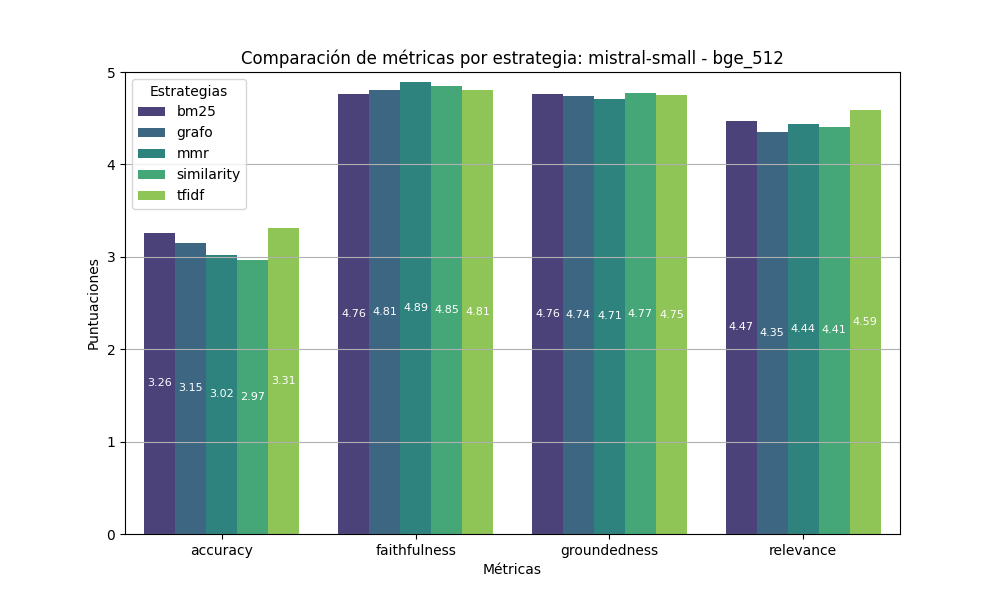 Comparación de métricas por estrategia: mistral-small - bge_512
Puntuaciones
5
4
3
2
1
0
Estrategias
bm25
grafo
mmr
similarity
tfidf
3.26 3.15 3.02 2.97 3.31
4.76 4.81 4.89 4.85 4.81
4.76 4.74 4.71 4.77 4.75
4.47 4.35 4.44 4.41 4.59
accuracy faithfulness groundedness relevance
Métricas